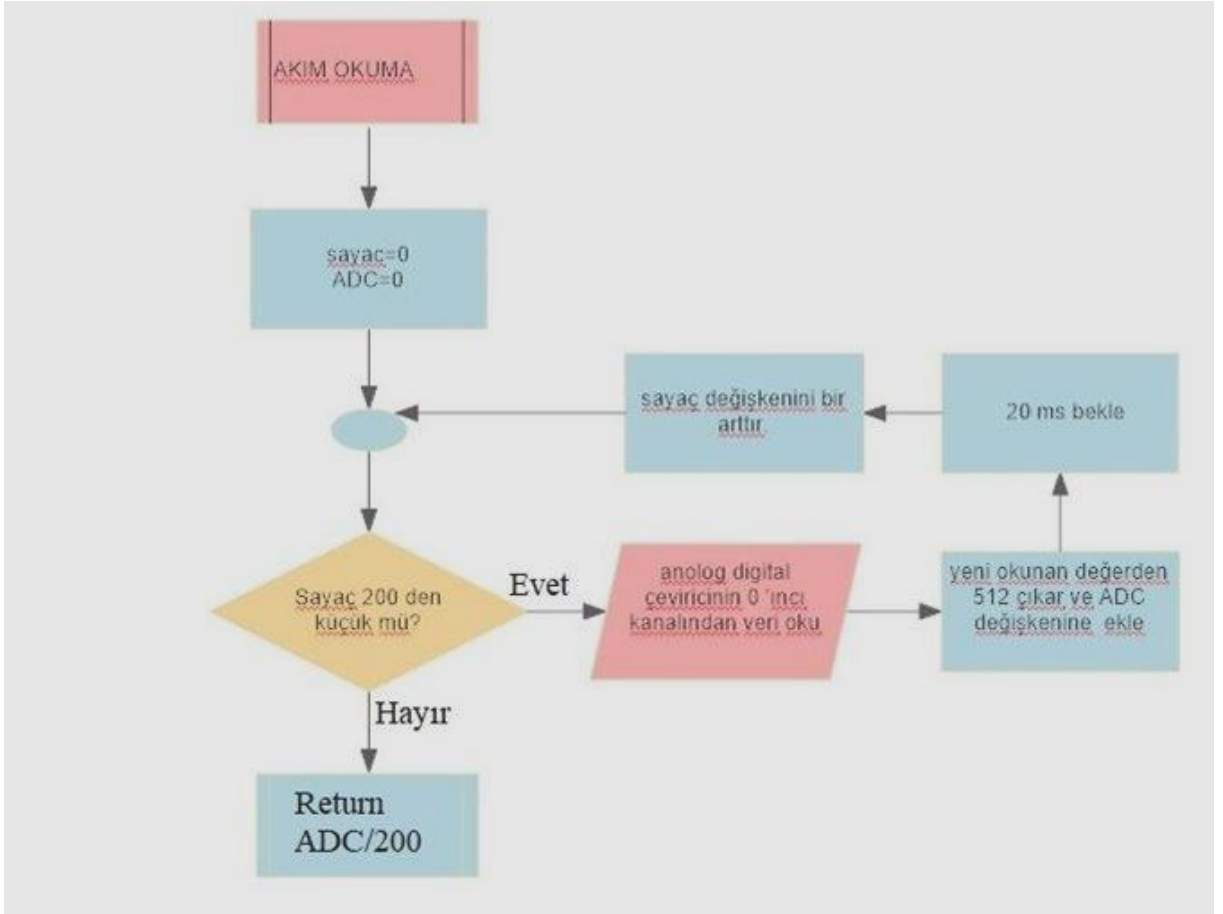 AKIM OKUMA
sayac=0
ADC=0
sayaç değişkenini bir
arttır
20 ms bekle
Sayaç 200 den
küçük mü?
Evet
anolog digital
çeviricinin 0 'ıncı
kanalından veri oku
yeni okunan değerden
512 çıkar ve ADC
değişkenine ekle
Hayır
Return
ADC/200